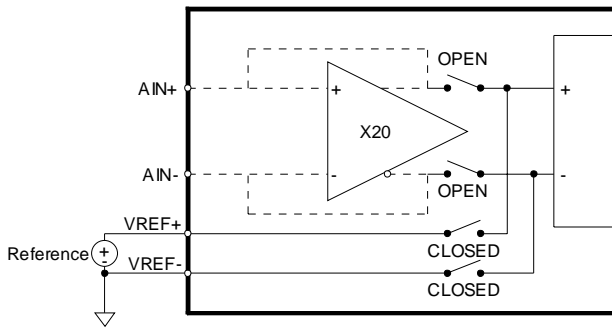 OPEN
AIN+
+
+
X20
AIN-
-
-
OPEN
VREF+
Reference
+
-
CLOSED
VREF-
CLOSED